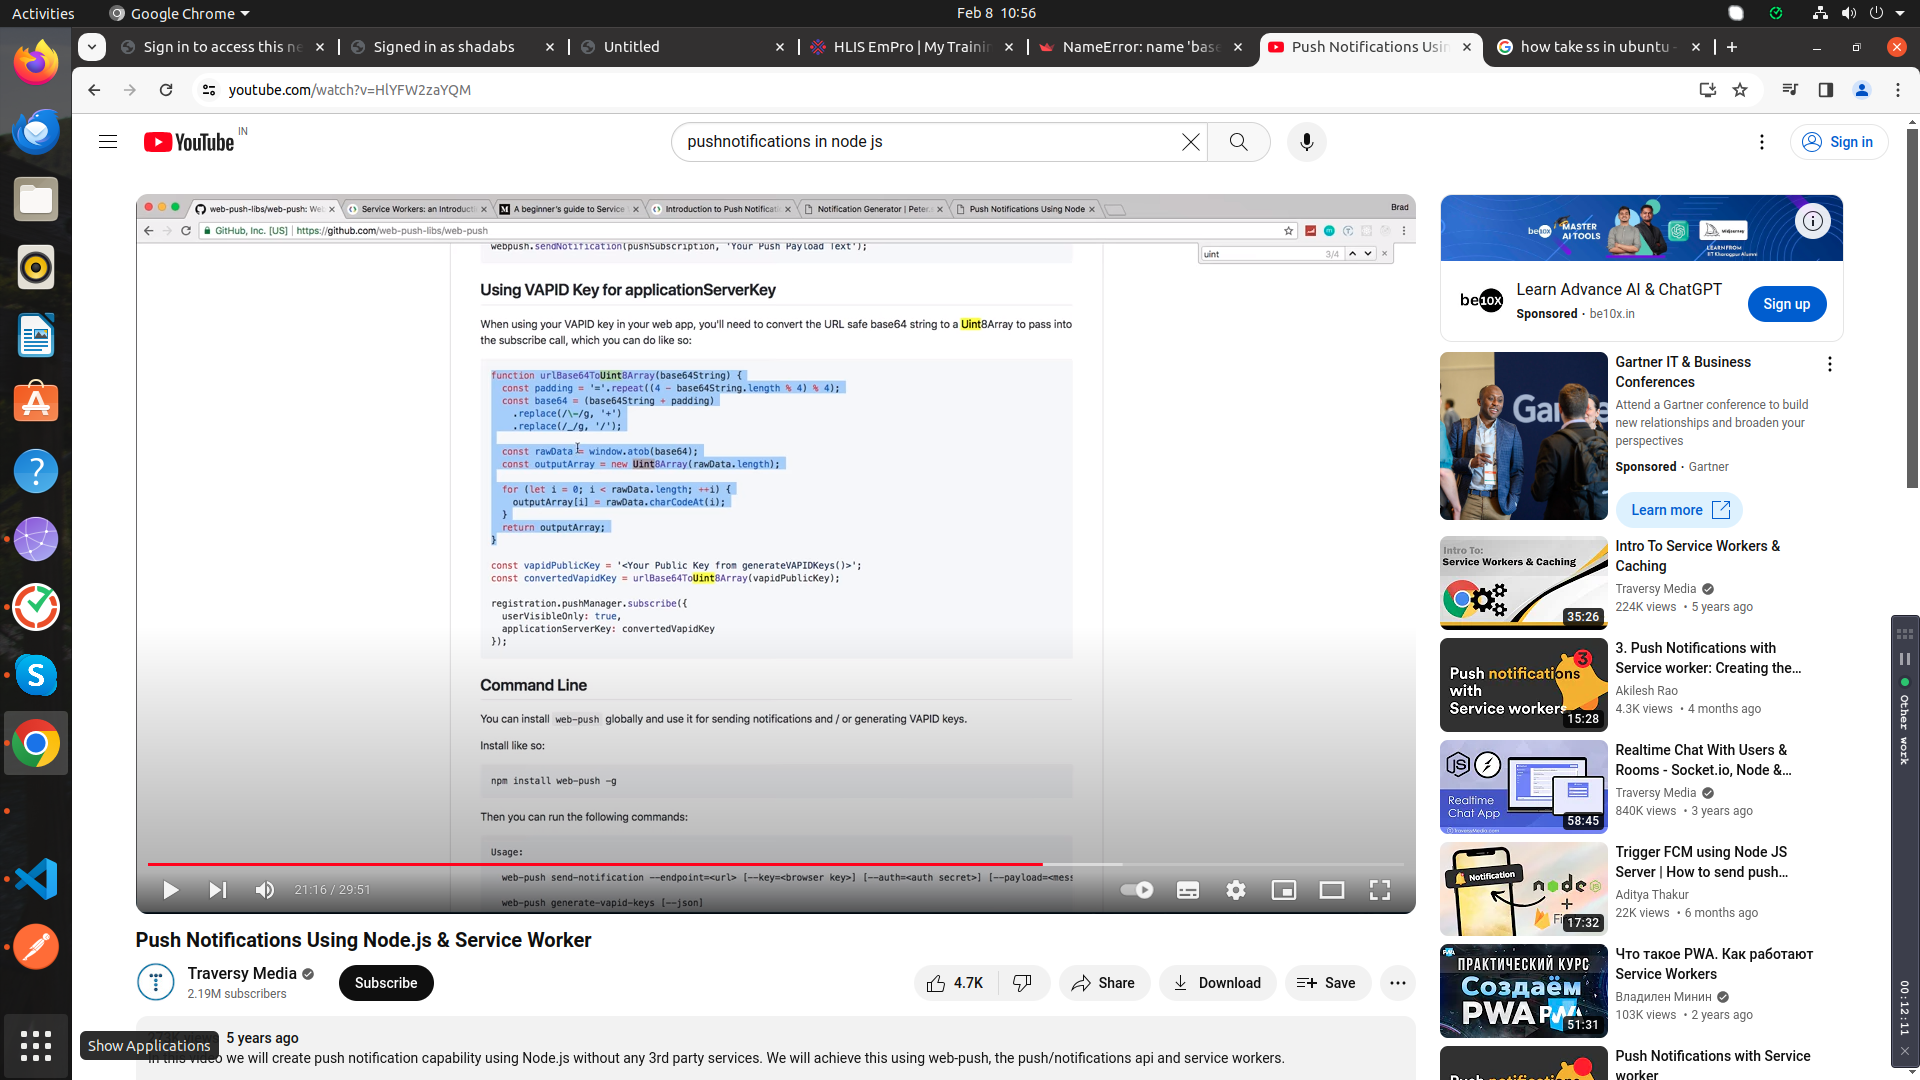 Activities
Google Chrome
Feb 8 10:56
Sign in to access this ne
Signed in as shadabs
Untitled
HLIS EmPro | My Trainin
NameError: name 'base
Push Notifications Usin
how take ss in ubuntu -
youtube.com/watch?v=HlYFW2zaYQM
YouTube
IN
pushnotifications in node js
Sign in
web-push-libs/web-push: We
Service Workers: an Introducti
A beginner's guide to Service
Introduction to Push Notificat
Notification Generator | Peter
Push Notifications Using Node
Brad
GitHub, Inc. [US] | https://github.com/web-push-libs/web-push
webpush.sendNotification(pushSubscription, 'Your Push Payload Text');
uint
3/4
Using VAPID Key for applicationServerKey
When using your VAPID key in your web app, you'll need to convert the URL safe base64 string to a Uint8Array to pass into
the subscribe call, which you can do like so:
function urlBase64ToUint8Array(base64String) {
const padding = '='.repeat((4 - base64String.length % 4) % 4);
const base64 = (base64String + padding)
.replace(/\-/g, '+')
.replace(/_/g, '/');
const rawData = window.atob(base64);
const outputArray = new Uint8Array(rawData.length);
for (let i = 0; i < rawData.length; ++i) {
outputArray[i] = rawData.charCodeAt(i);
}
return outputArray;
}
const vapidPublicKey = '<Your Public Key from generateVAPIDKeys()>';
const convertedVapidKey = urlBase64ToUint8Array(vapidPublicKey);
registration.pushManager.subscribe({
userVisibleOnly: true,
applicationServerKey: convertedVapidKey
});
Command Line
You can install web-push globally and use it for sending notifications and / or generating VAPID keys.
Install like so:
npm install web-push -g
Then you can run the following commands:
Usage:
web-push send-notification --endpoint=<url> [--key=<browser key>] [--auth=<auth secret>] [--payload=<mess
web-push generate-vapid-keys [--json]
21:16 / 29:51
Push Notifications Using Node.js & Service Worker
Traversy Media
2.19M subscribers
Subscribe
4.7K
Share
Download
Save
5 years ago
In this video we will create push notification capability using Node.js without any 3rd party services. We will achieve this using web-push, the push/notifications api and service workers.
Show Applications
be10x
MASTER
AI TOOLS
Midjourney
LEARN FROM
IIT Kharagpur Alumni
be10x
Learn Advance AI & ChatGPT
Sponsored · be10x.in
Sign up
Gar
Gartner IT & Business
Conferences
Attend a Gartner conference to build
new relationships and broaden your
perspectives
Sponsored · Gartner
Learn more
Intro To:
Service Workers & Caching
35:26
Intro To Service Workers &
Caching
Traversy Media
224K views • 5 years ago
Push notifications
with
Service workers
3
15:28
3. Push Notifications with
Service worker: Creating the...
Akilesh Rao
4.3K views • 4 months ago
JS
Realtime
Chat App
58:45
Realtime Chat With Users &
Rooms - Socket.io, Node &...
Traversy Media
840K views • 3 years ago
Notification
node
Fi
17:32
Trigger FCM using Node JS
Server | How to send push...
Aditya Thakur
22K views • 6 months ago
PWA
ПРАКТИЧЕСКИЙ КУРС
Создаём
PWA
51:31
Что такое PWA. Как работают
Service Workers
Владилен Минин
103K views • 2 years ago
Push notifications
Push Notifications with Service
worker
Other work
00:12:11